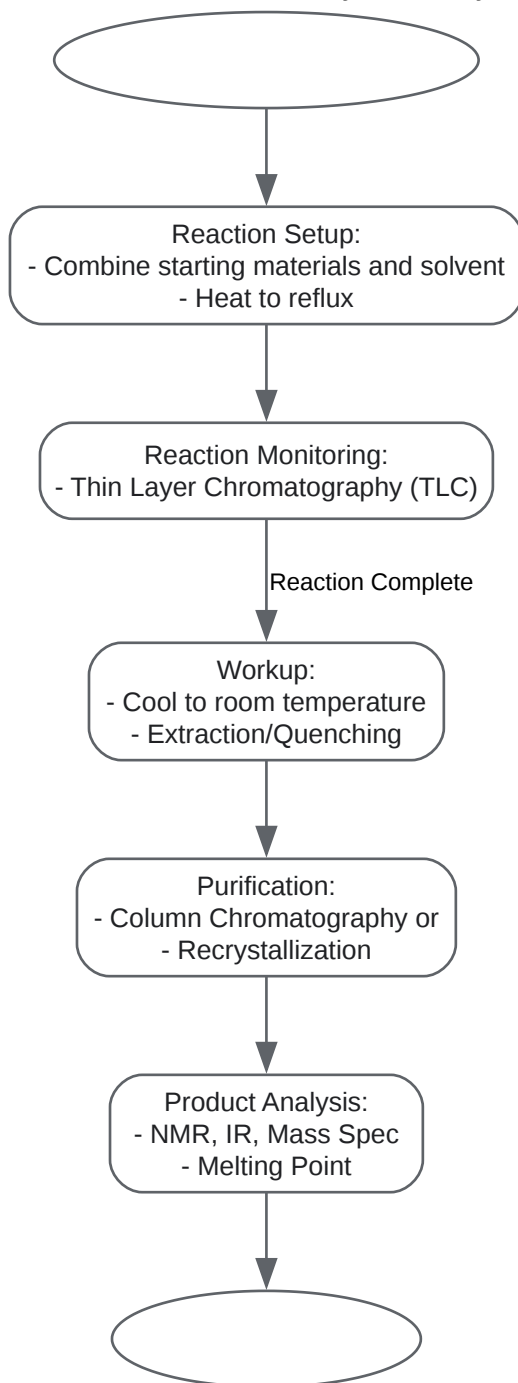 Reaction Setup:
- Combine starting materials and solvent
- Heat to reflux
Reaction Monitoring:
- Thin Layer Chromatography (TLC)
Reaction Complete
Workup:
- Cool to room temperature
- Extraction/Quenching
Purification:
- Column Chromatography or
- Recrystallization
Product Analysis:
- NMR, IR, Mass Spec
- Melting Point